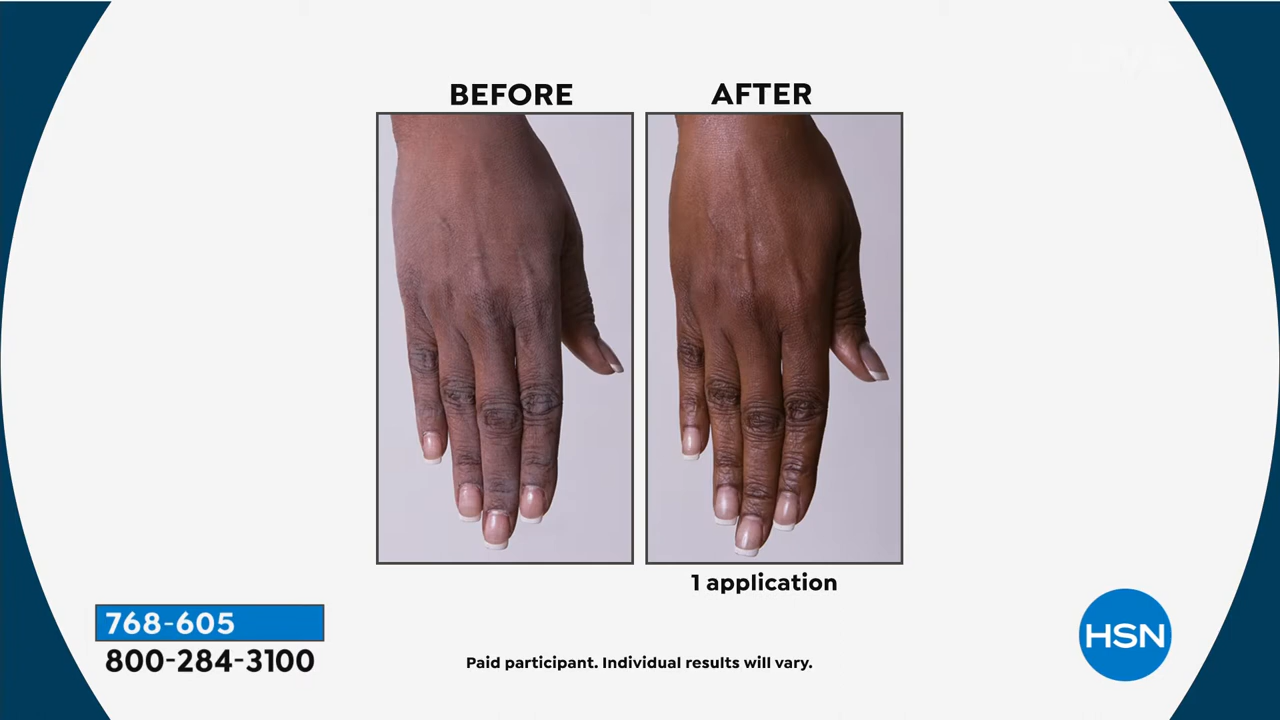 BEFORE
AFTER
1 application
768-605
800-284-3100
Paid participant. Individual results will vary.
HSN